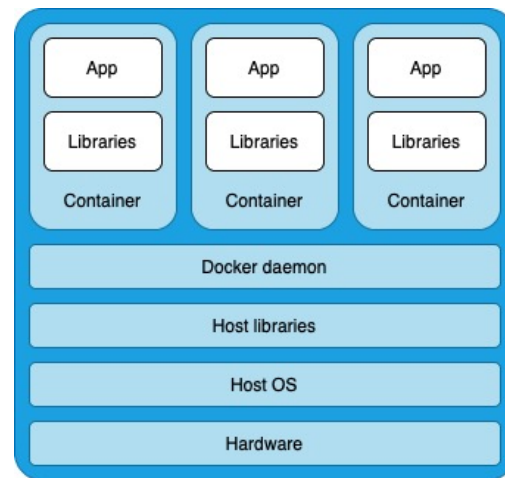 App
App
App
Libraries
Libraries
Libraries
Container
Container
Container
Docker daemon
Host libraries
Host OS
Hardware